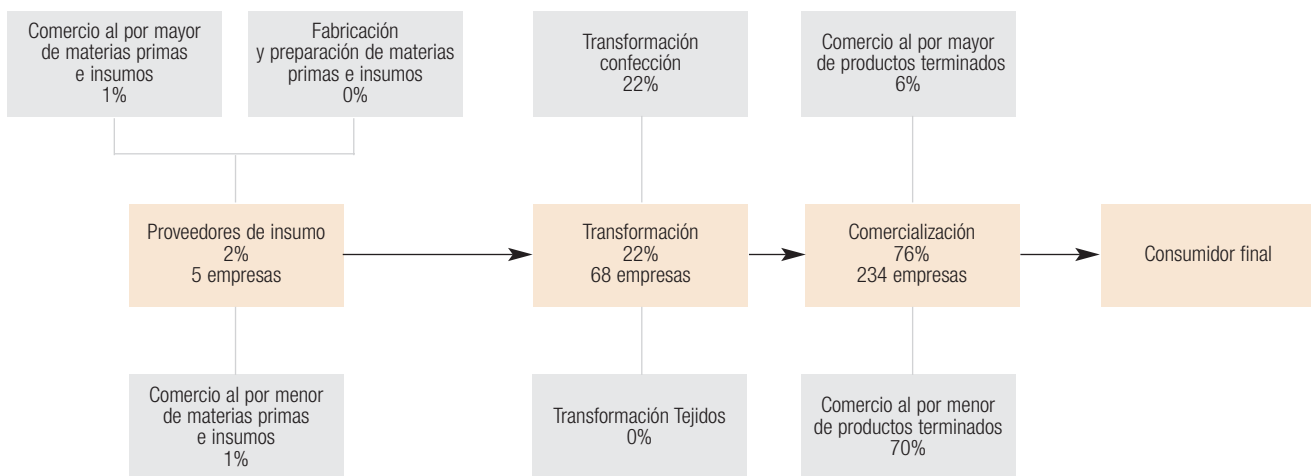 Comercio al por mayor
de materias primas
e insumos
1%
Fabricación
y preparación de materias
primas e insumos
0%
Transformación
confección
22%
Comercio al por mayor
de productos terminados
6%
Proveedores de insumo
2%
5 empresas
Transformación
22%
68 empresas
Comercialización
76%
234 empresas
Consumidor final
Comercio al por menor
de materias primas
e insumos
1%
Transformación Tejidos
0%
Comercio al por menor
de productos terminados
70%